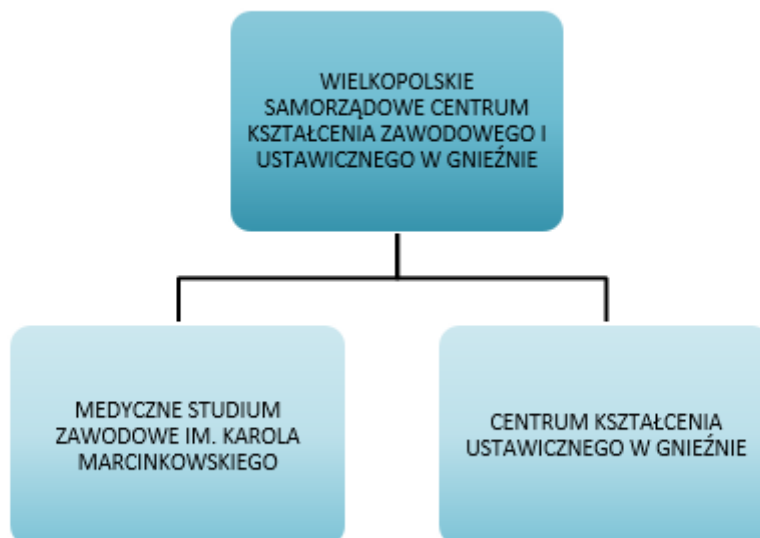 WIELKOPOLSKIE
SAMORZĄDOWE CENTRUM
KSZTAŁCENIA ZAWODOWEGO I
USTAWICZNEGO W GNIEŹNIE
MEDYCZNE STUDIUM
ZAWODOWE IM. KAROLA
MARCINKOWSKIEGO
CENTRUM KSZTAŁCENIA
USTAWICZNEGO W GNIEŹNIE